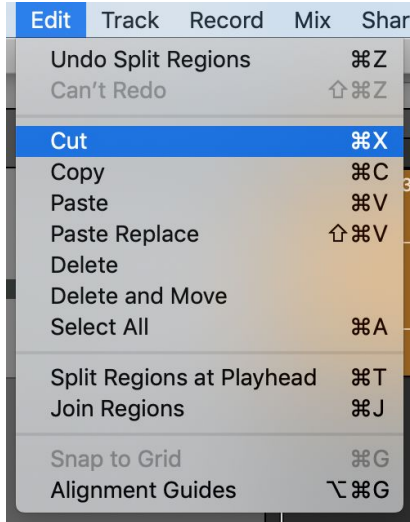 Edit Track Record Mix Shar
Undo Split Regions ⌘Z
Can't Redo ⇧⌘Z
Cut ⌘X
Copy ⌘C
Paste ⌘V
Paste Replace ⇧⌘V
Delete
Delete and Move
Select All ⌘A
Split Regions at Playhead ⌘T
Join Regions ⌘J
Snap to Grid ⌘G
Alignment Guides ⌥⌘G